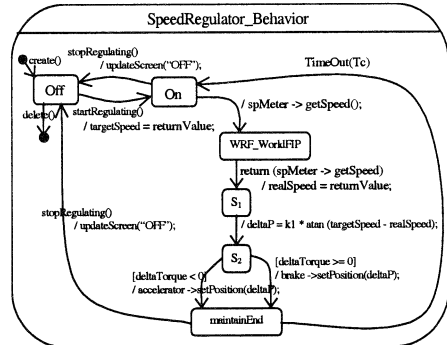 SpeedRegulator_Behavior
create()
stopRegulating()
/ updateScreen("OFF");
TimeOut(Tc)
Off
On
delete()
startRegulating()
/ targetSpeed = returnValue;
/ spMeter -> getSpeed();
WRF_WorldFIP
return (spMeter -> getSpeed)
/ realSpeed = returnValue;
S1
stopRegulating()
/ updateScreen("OFF");
/ deltaP = k1 * atan (targetSpeed - realSpeed);
S2
[deltaTorque < 0]
/ accelerator ->setPosition(deltaP);
[deltaTorque >= 0]
/ brake ->setPosition(deltaP);
maintainEnd